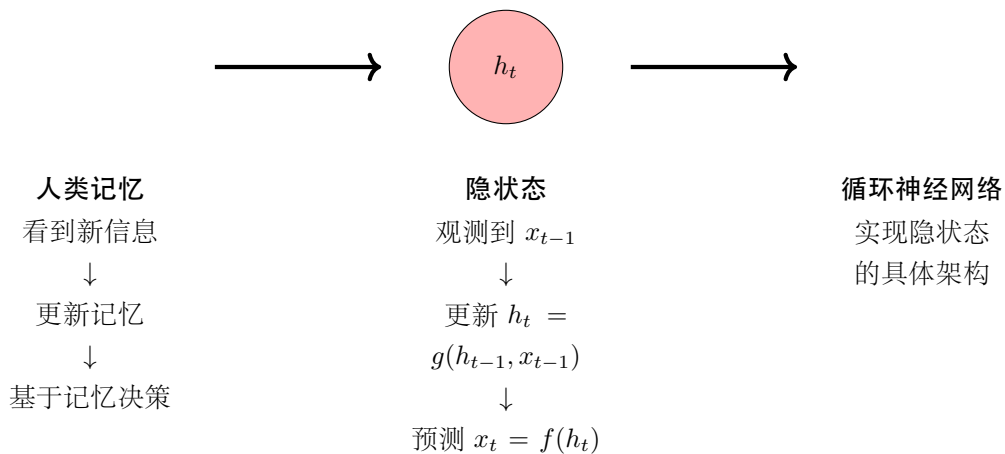 h_t
人类记忆
看到新信息
↓
更新记忆
↓
基于记忆决策
隐状态
观测到 x_{t−1}
↓
更新 h_t =
g(h_{t−1}, x_{t−1})
↓
预测 x_t = f(h_t)
循环神经网络
实现隐状态
的具体架构